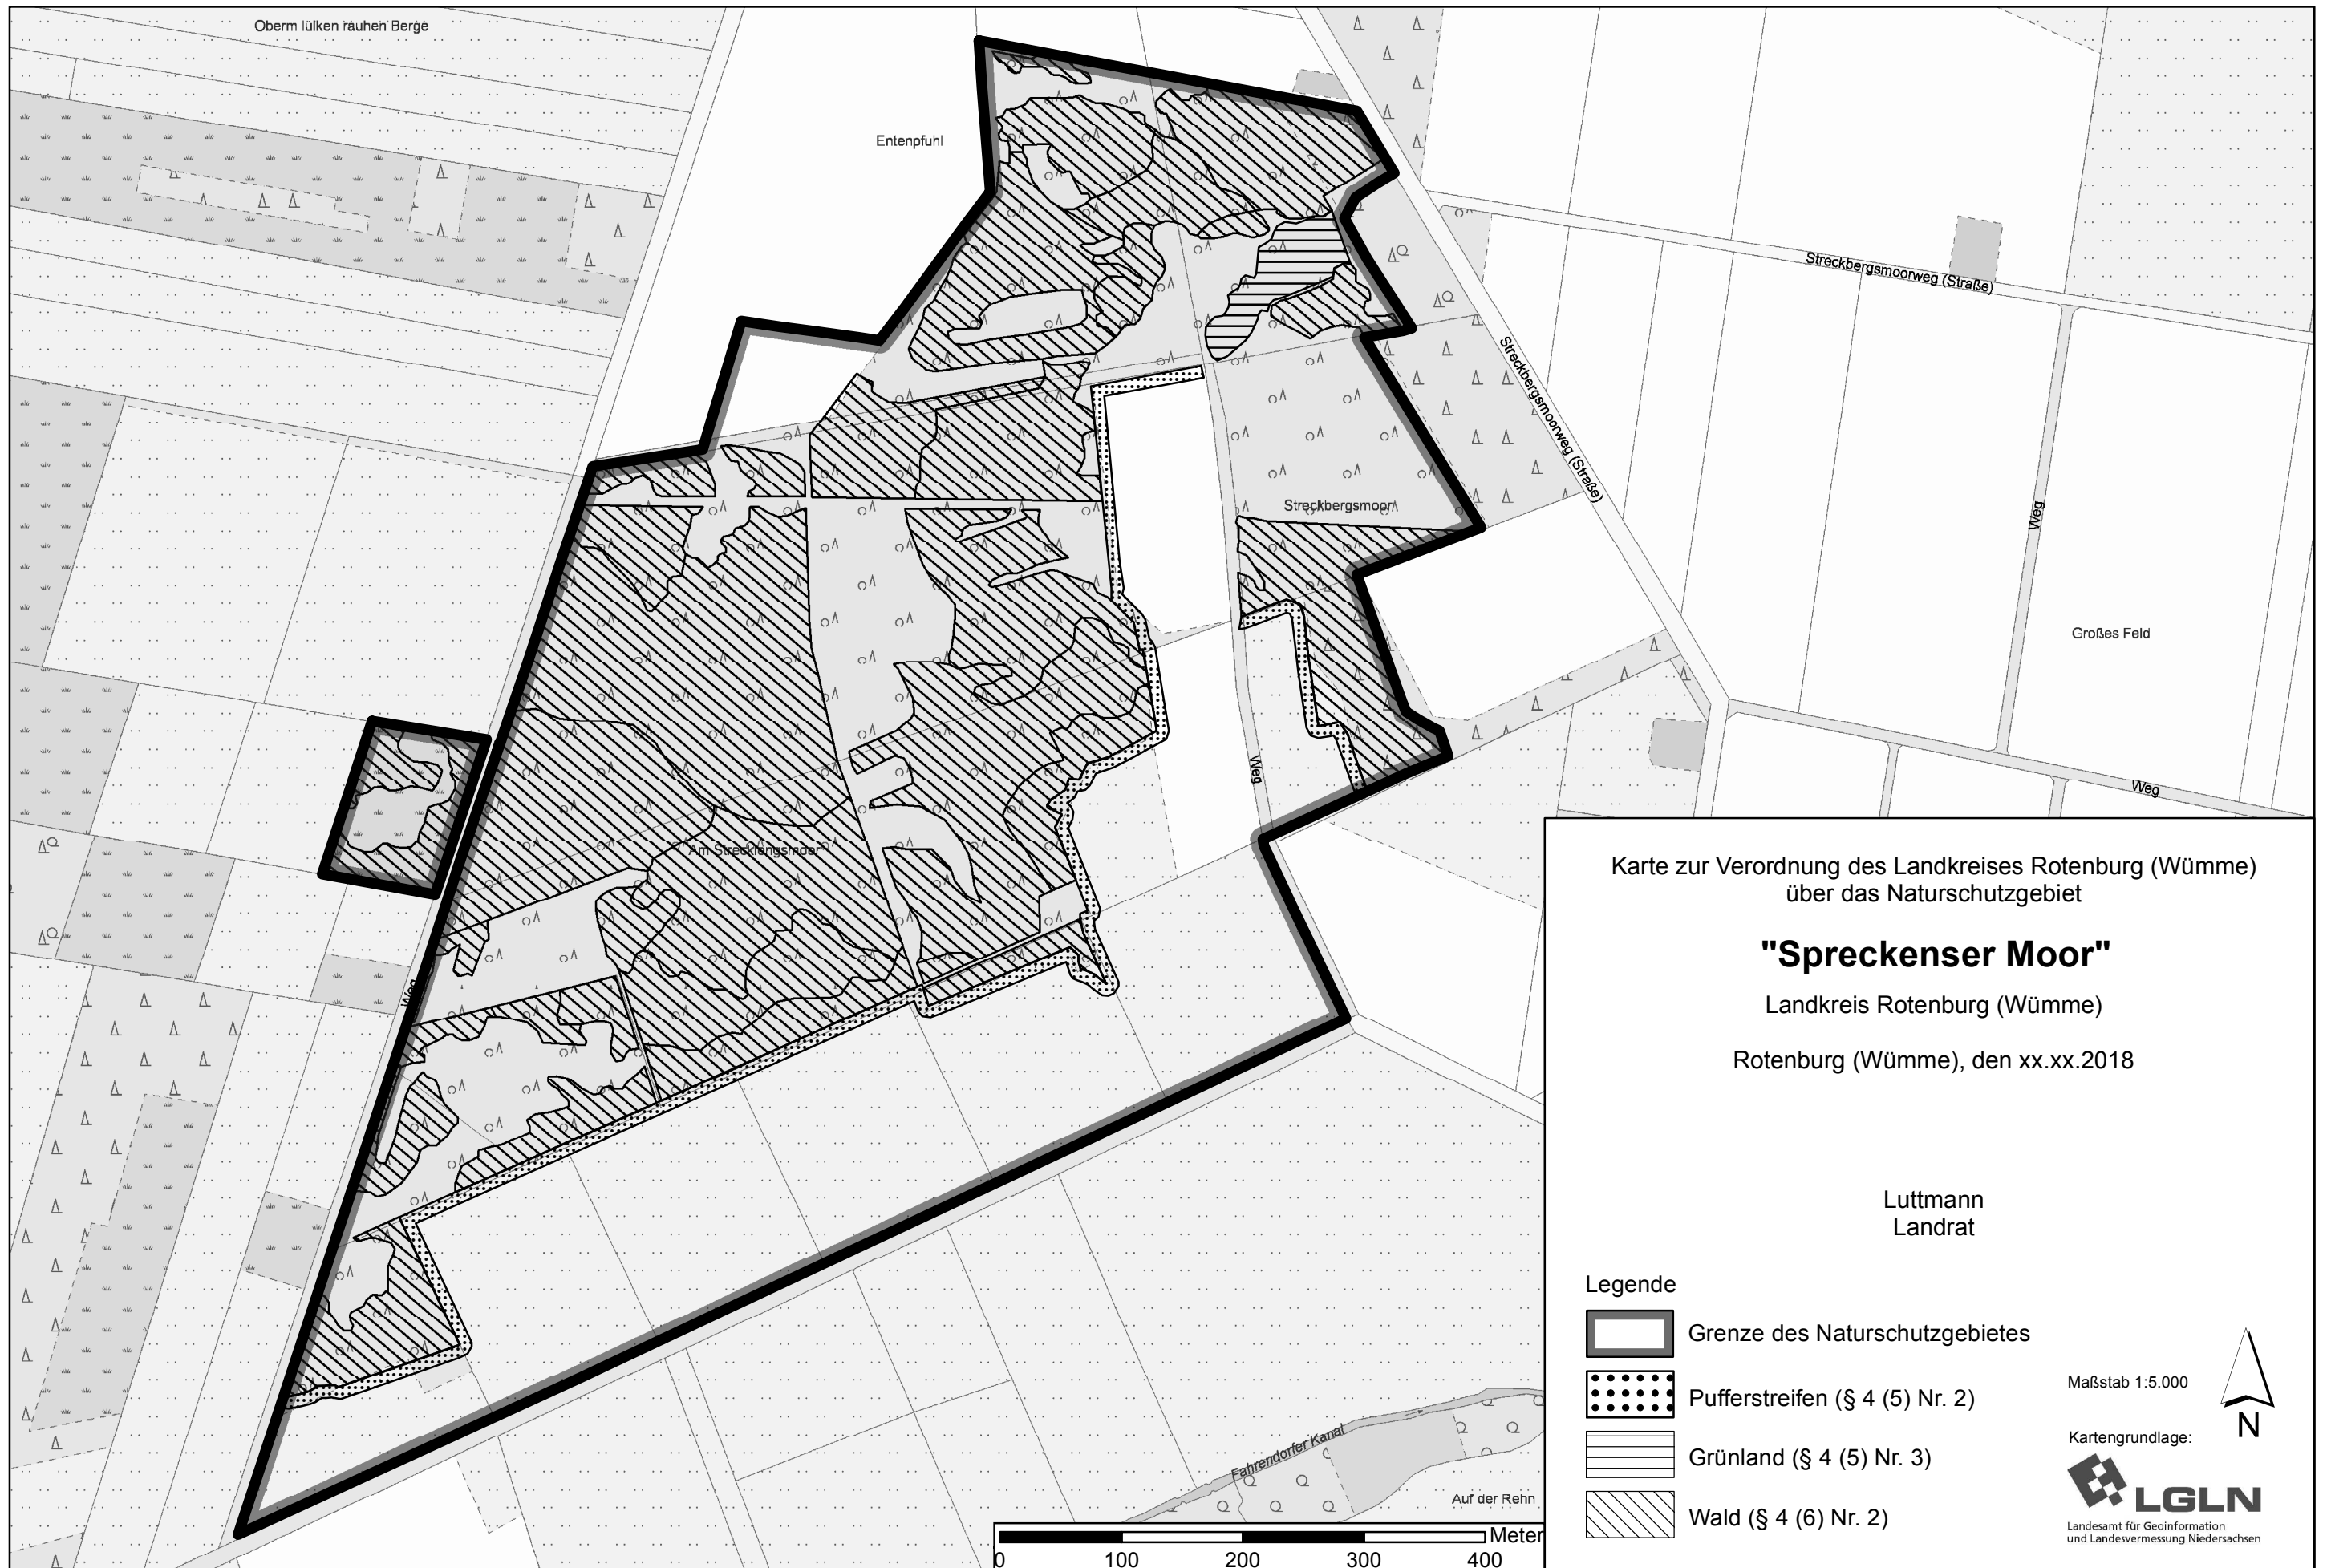 Oberm lülken rauhen Berge
Entenpfuhl
Streckbergsmoorweg (Straße)
Streckbergsmoorweg (Straße)
Streckbergsmoor
Weg
Großes Feld
Weg
Weg
Am Strecklongsmoor
Weg
Fahrendorfer Kanal
Auf der Rehn
Meter
0 100 200 300 400
Karte zur Verordnung des Landkreises Rotenburg (Wümme)
über das Naturschutzgebiet
"Spreckenser Moor"
Landkreis Rotenburg (Wümme)
Rotenburg (Wümme), den xx.xx.2018
Luttmann
Landrat
Legende
Grenze des Naturschutzgebietes
Pufferstreifen (§ 4 (5) Nr. 2)
Grünland (§ 4 (5) Nr. 3)
Wald (§ 4 (6) Nr. 2)
Maßstab 1:5.000
N
Kartengrundlage:
LGLN
Landesamt für Geoinformation
und Landesvermessung Niedersachsen